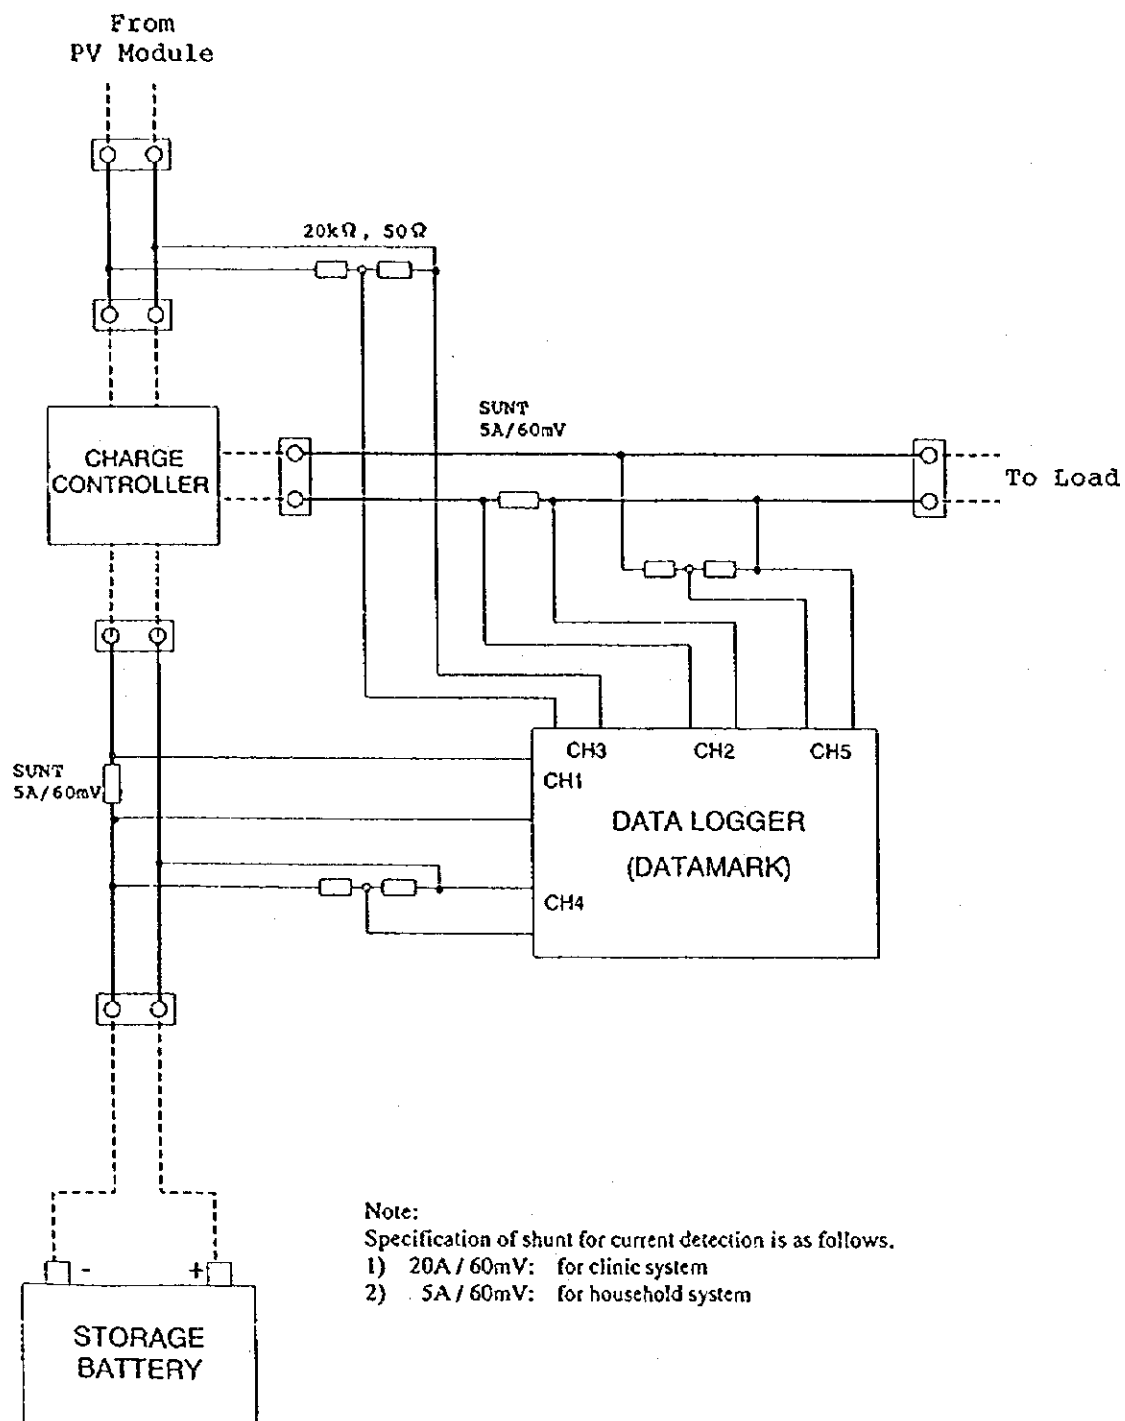 From
PV Module
20kΩ, 50Ω
SUNT
5A/60mV
CHARGE
CONTROLLER
To Load
CH3
CH2
CH5
SUNT
5A/60mV
CH1
DATA LOGGER
(DATAMARK)
CH4
Note:
Specification of shunt for current detection is as follows.
1) 20A / 60mV: for clinic system
2) 5A / 60mV: for household system
- +
STORAGE
BATTERY